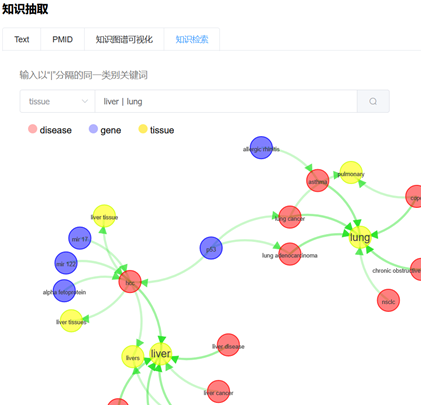 知识抽取
Text PMID 知识图谱可视化 知识检索
输入以"|"分隔的同一类别关键词
tissue liver | lung
disease gene tissue
allergic rhinitis
asthma
pulmonary
copd
liver tissue
lung cancer
mir 17
p53
lung
mir 122
lung adenocarcinoma
chronic obstructive
hcc
alpha fetoprotein
nsclc
liver tissues
liver disease
livers
liver
liver cancer